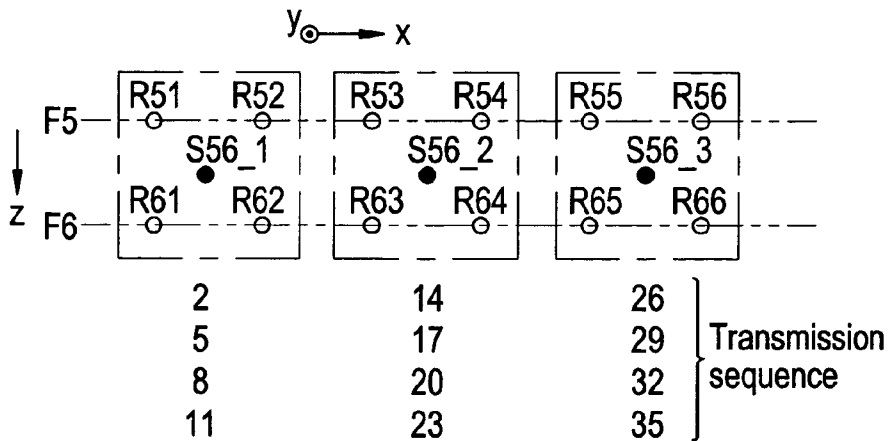 y x
R51 R52 R53 R54 R55 R56
F5
S56_1 S56_2 S56_3
z
R61 R62 R63 R64 R65 R66
F6
2 14 26
5 17 29
8 20 32
11 23 35
Transmission
sequence